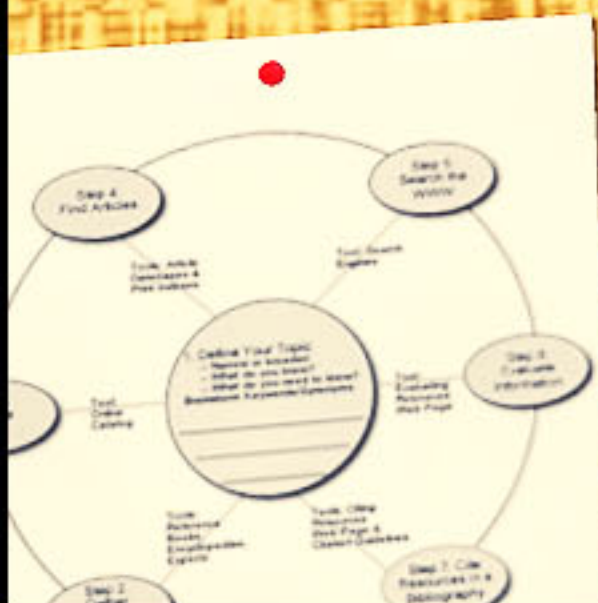 Step 4
Find Articles
Step 5
Search the
WWW
Tools: Article
Databases &
Print Indexes
Tool: Search
Engines
1. Define Your Topic
- Narrow or broaden
- What do you know?
- What do you need to know?
Brainstorm Keywords/Synonyms
Step 6
Evaluate
Information
Tool:
Online
Catalog
Tool:
Evaluating
Resources
Web Page
Tools:
Reference
Books,
Encyclopedias,
Experts
Tools: Citing
Resources
Web Page &
Citation Guidelines
Step 2
Step 7: Cite
Resources in a
Bibliography